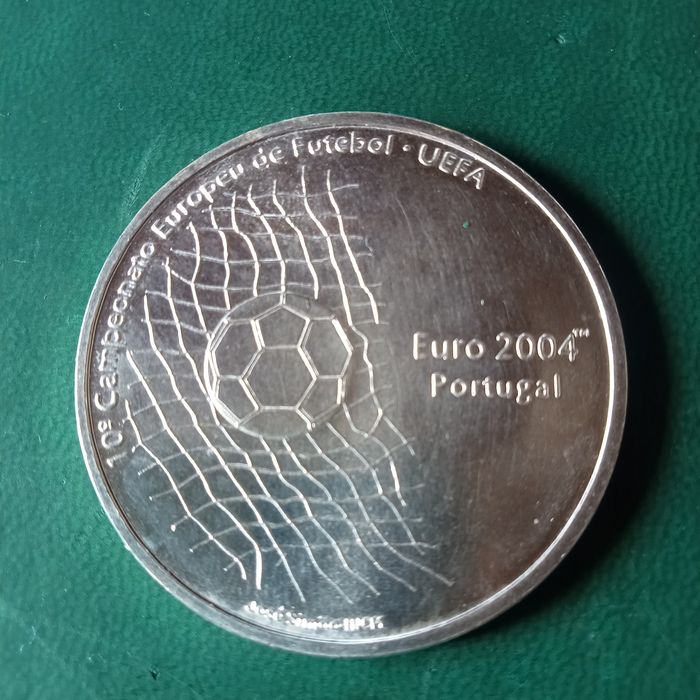 10º Campeonato Europeu de Futebol · UEFA
Euro 2004™
Portugal